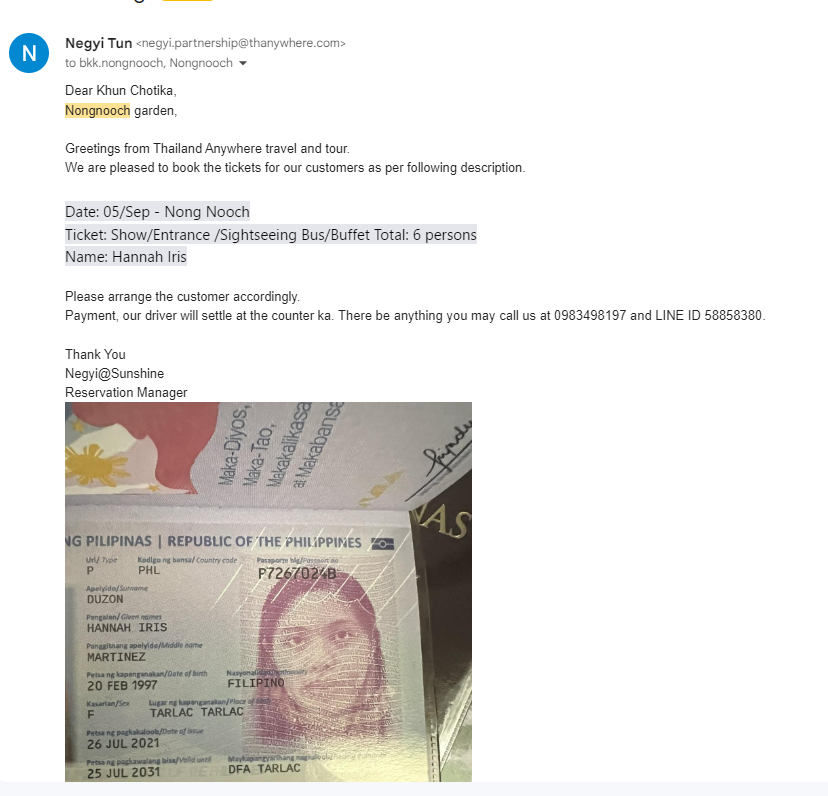 N
Negyi Tun <negyi.partnership@thanywhere.com>
to bkk.nongnooch, Nongnooch
Dear Khun Chotika,
Nongnooch garden,
Greetings from Thailand Anywhere travel and tour.
We are pleased to book the tickets for our customers as per following description.
Date: 05/Sep - Nong Nooch
Ticket: Show/Entrance /Sightseeing Bus/Buffet Total: 6 persons
Name: Hannah Iris
Please arrange the customer accordingly.
Payment, our driver will settle at the counter ka. There be anything you may call us at 0983498197 and LINE ID 58858380.
Thank You
Negyi@Sunshine
Reservation Manager
Maka-Diyos,
Maka-Tao,
Makakalikasa
at Makabansa
NAS
NG PILIPINAS | REPUBLIC OF THE PHILIPPINES
Uri/ Type Kodigo ng bansa/ Country code Pasaporte blg/Passport no
P PHL P7267024B
Apelyido/Surname
DUZON
Pangalan/Given names
HANNAH IRIS
Panggitnang apelyido/Middle name
MARTINEZ
Petsa ng kapanganakan/Date of birth Nasyonalidad/Nationality
20 FEB 1997 FILIPINO
Kasarian/Sex Lugar ng kapanganakan/Place of
F TARLAC TARLAC
Petsa ng pagkakaloob/Date of issue
26 JUL 2021
Petsa ng pagkawalang bisa/Valid until Maykapangyarihang
25 JUL 2031 DFA TARLAC